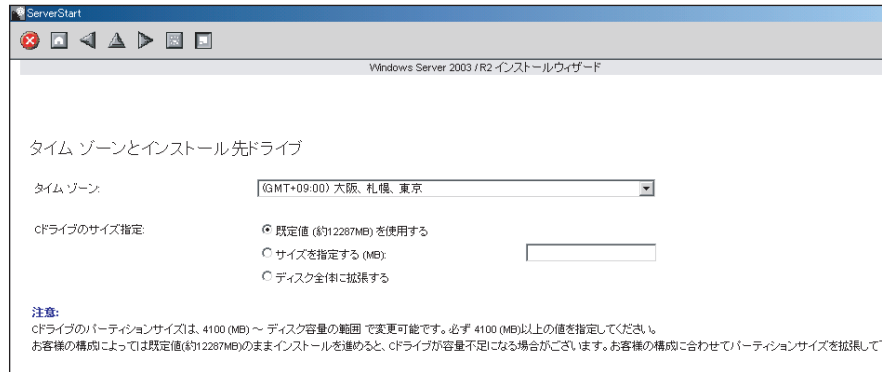 ServerStart
Windows Server 2003 / R2 インストールウィザード
タイム ゾーンとインストール先ドライブ
タイム ゾーン:
(GMT+09:00) 大阪、札幌、東京
Cドライブのサイズ指定:
既定値 (約12287MB) を使用する
サイズを指定する (MB):
ディスク全体に拡張する
注意:
Cドライブのパーティションサイズは、4100 (MB) ～ ディスク容量の範囲 で変更可能です。必ず 4100 (MB)以上の値を指定してください。
お客様の構成によっては既定値(約12287MB)のままインストールを進めると、Cドライブが容量不足になる場合がございます。お客様の構成に合わせてパーティションサイズを拡張して